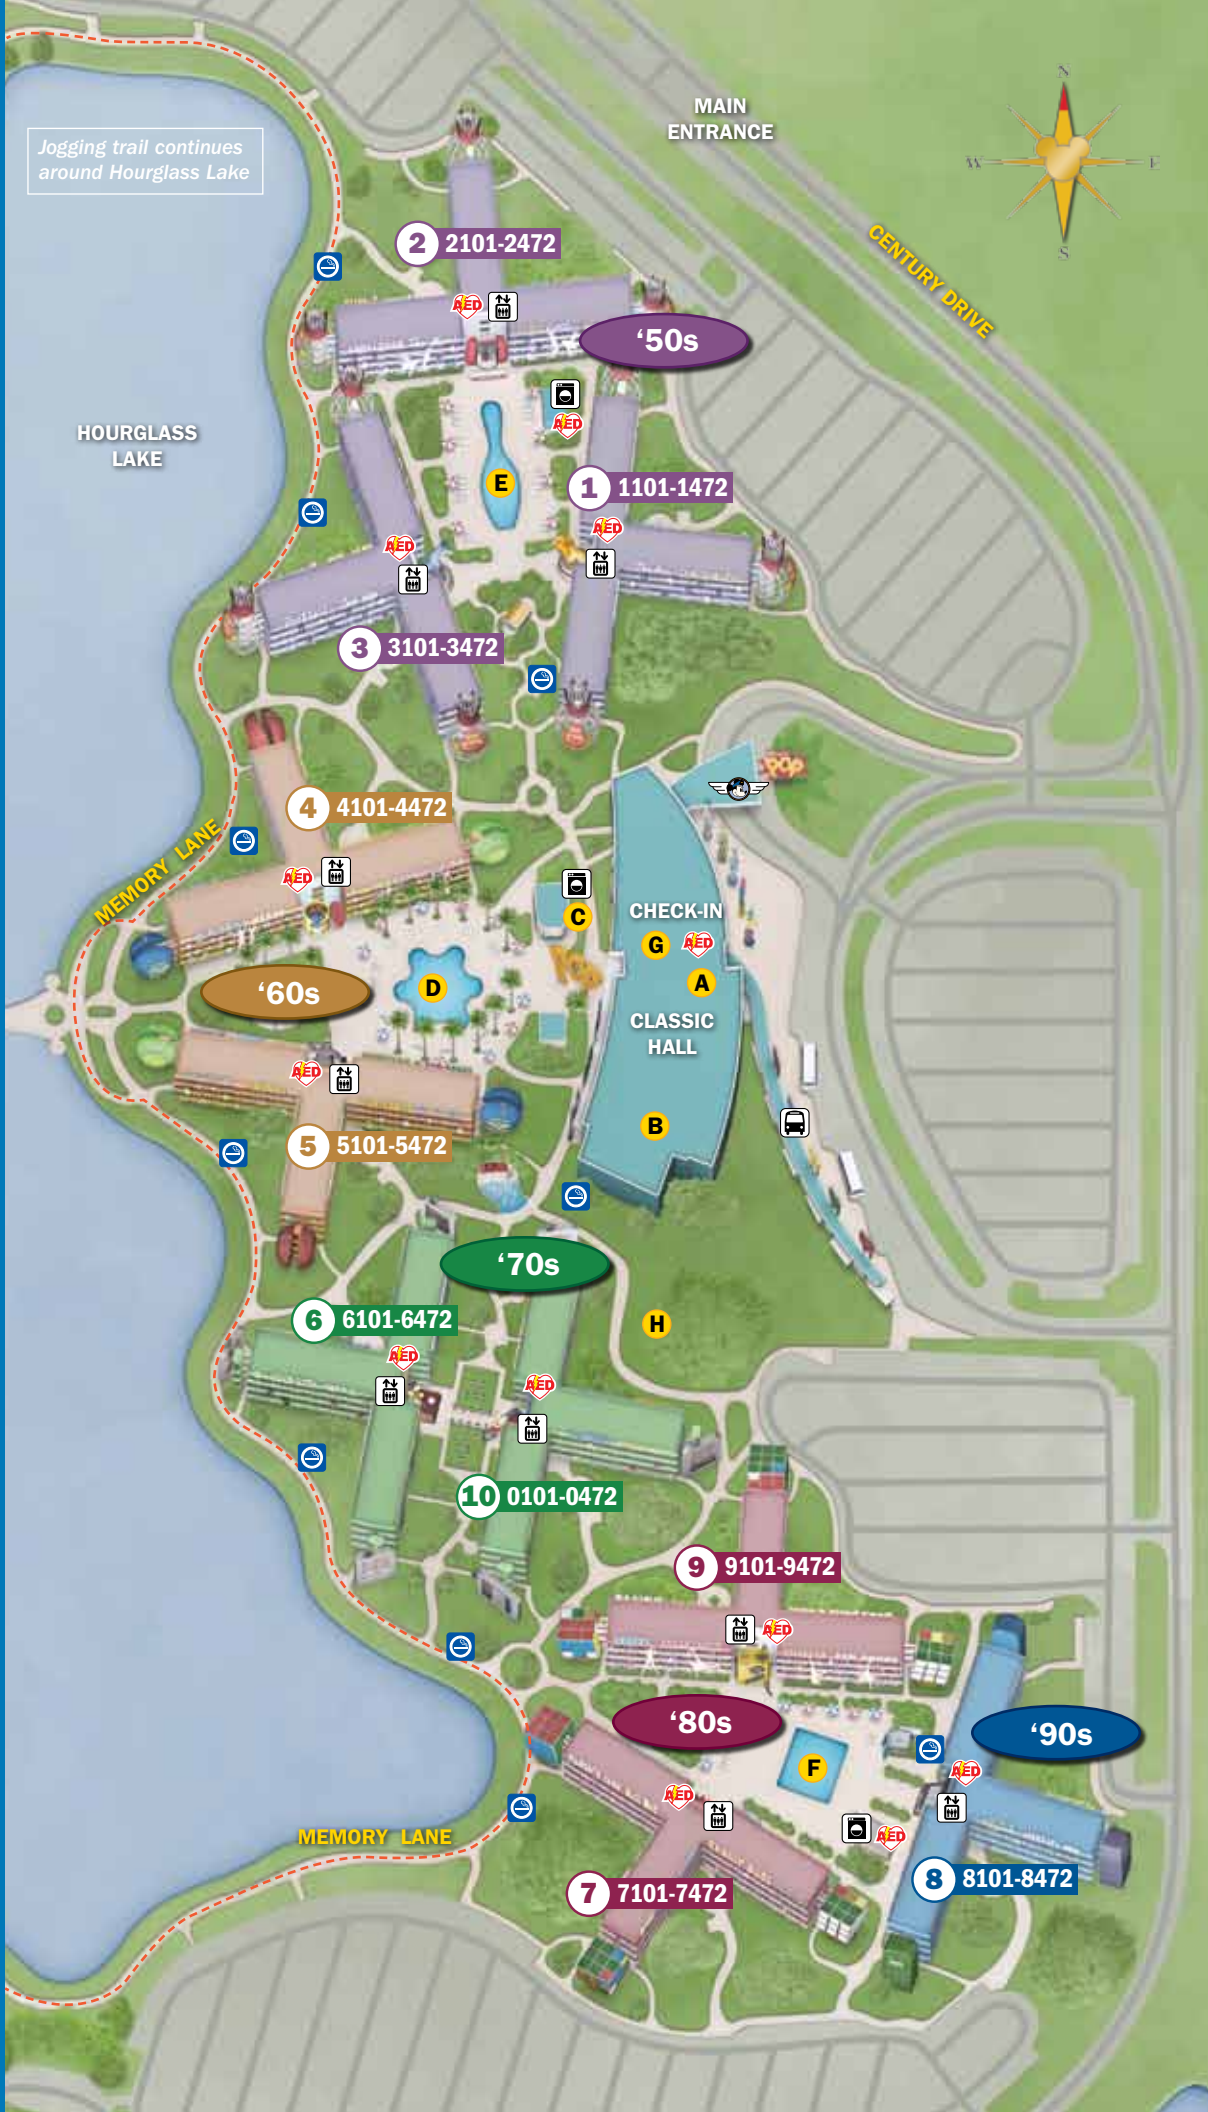 N
MAIN
ENTRANCE
W
E
Jogging trail continues
around Hourglass Lake
S
CENTURY DRIVE
2 2101-2472
AED
‘50s
AED
HOURGLASS
LAKE
E
1 1101-1472
AED
AED
3 3101-3472
POP
4 4101-4472
MEMORY LANE
AED
C
CHECK-IN
G AED
A
‘60s
D
CLASSIC
HALL
AED
B
5 5101-5472
‘70s
6 6101-6472
H
AED
AED
10 0101-0472
9 9101-9472
AED
‘80s
‘90s
F
AED
AED
AED
MEMORY LANE
8 8101-8472
7 7101-7472